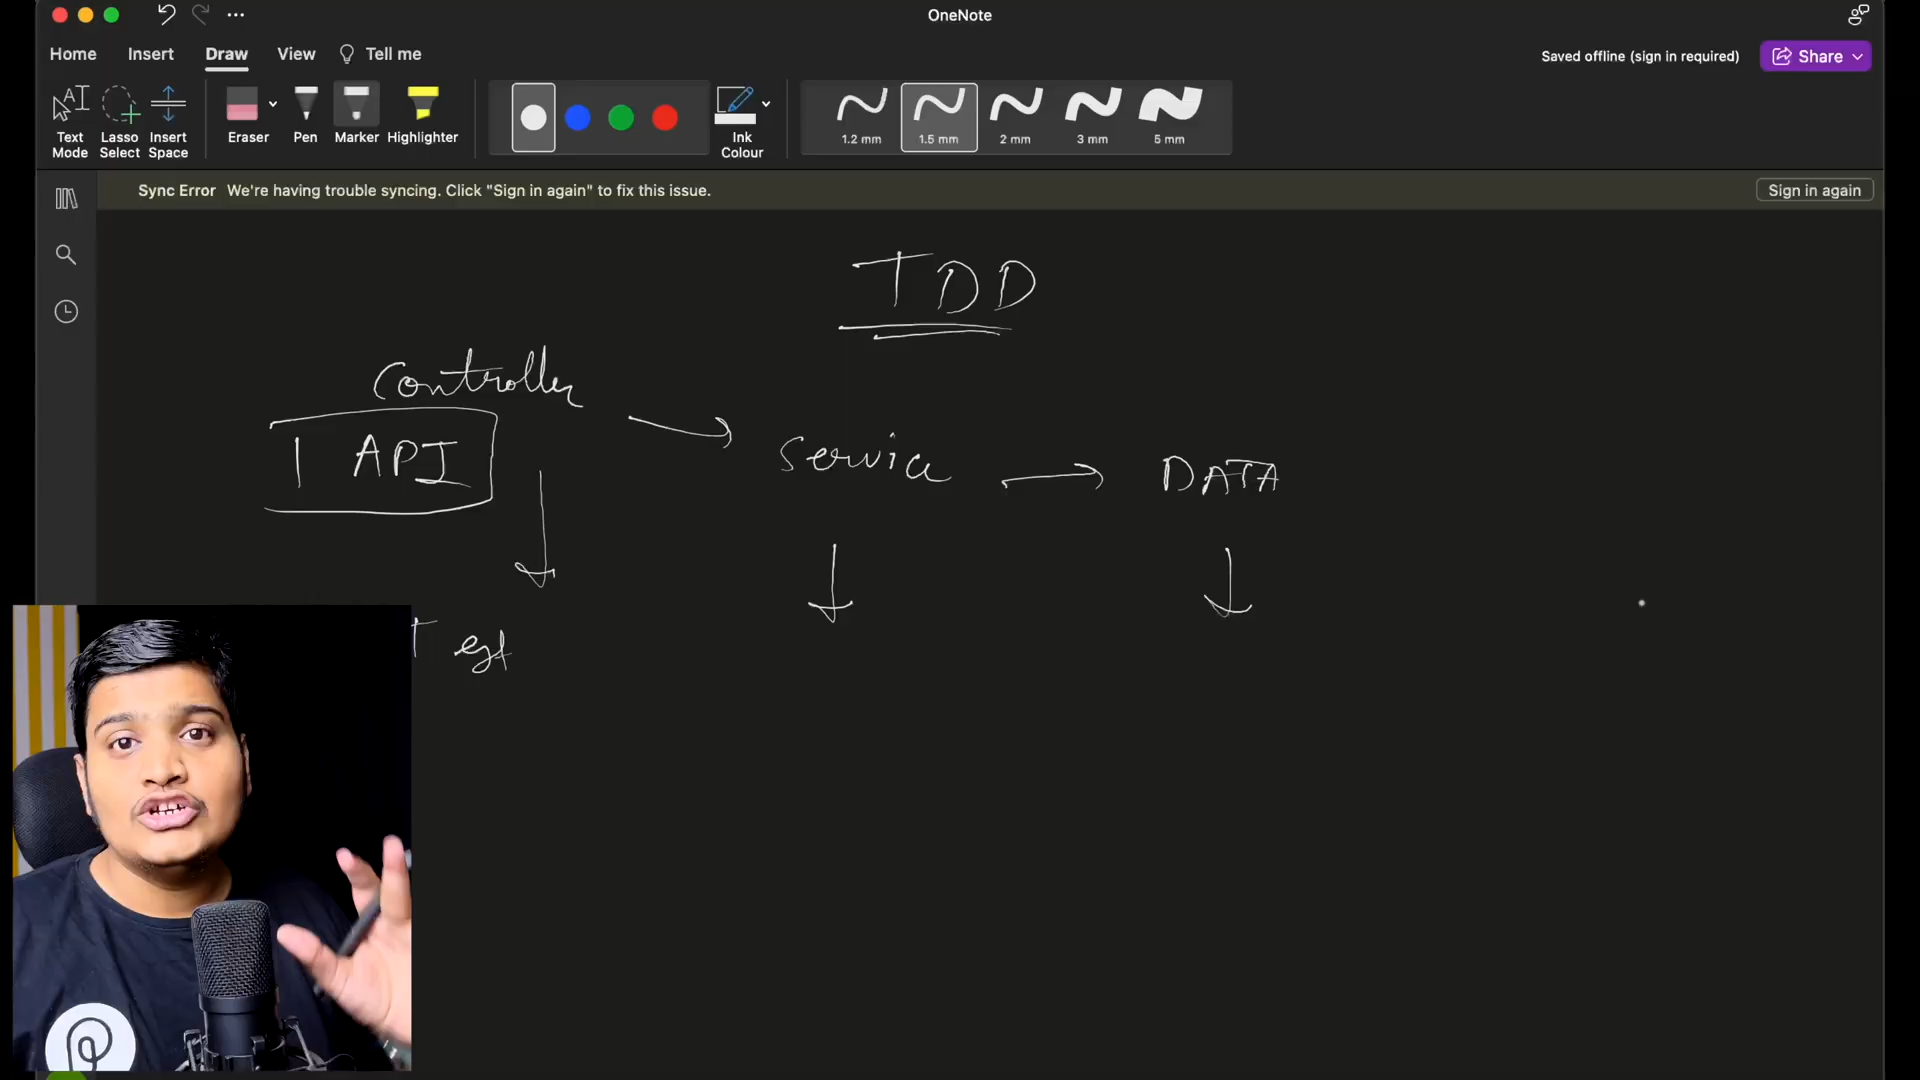 OneNote
Home Insert Draw View Tell me
Saved offline (sign in required) Share
Text Mode
Lasso Select
Insert Space
Eraser
Pen
Marker
Highlighter
Ink Colour
1.2 mm
1.5 mm
2 mm
3 mm
5 mm
Sync Error We're having trouble syncing. Click "Sign in again" to fix this issue.
Sign in again
TDD
Controller
1 API
Service
DATA
Test